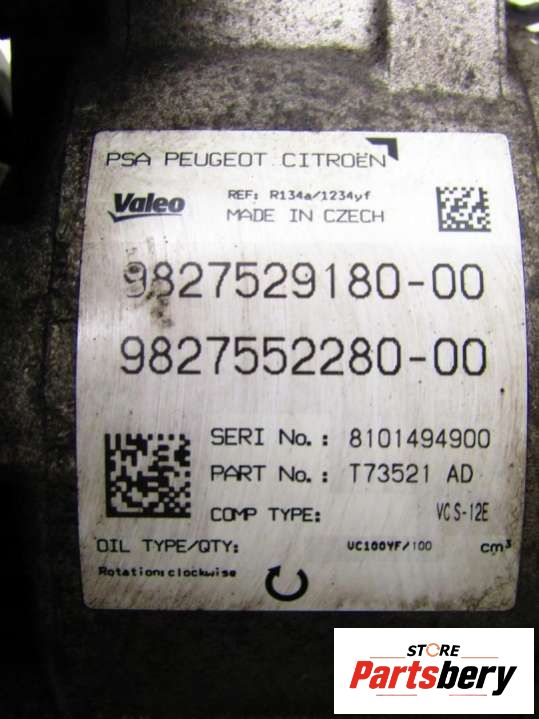 PSA PEUGEOT CITROËN
Valeo
REF: R134a/1234yf
MADE IN CZECH
9827529180-00
9827552280-00
SERI No.: 8101494900
PART No.: T73521 AD
COMP TYPE: VCS-12E
OIL TYPE/QTY: VC100YF/100 cm³
Rotation:clockwise
STORE
Partsbery